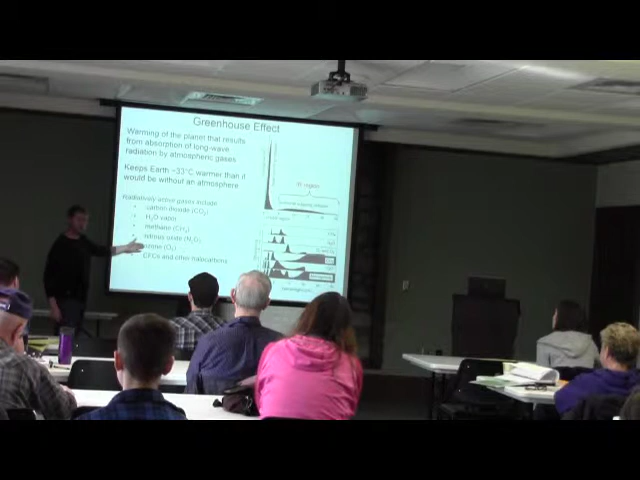 Greenhouse Effect
Warming of the planet that results
from absorption of long-wave
radiation by atmospheric gases
Keeps Earth ~33°C warmer than it
would be without an atmosphere
Radiatively active gases include
carbon dioxide (CO₂)
H₂O vapor
methane (CH₄)
nitrous oxide (N₂O)
ozone (O₃)
CFCs and other halocarbons